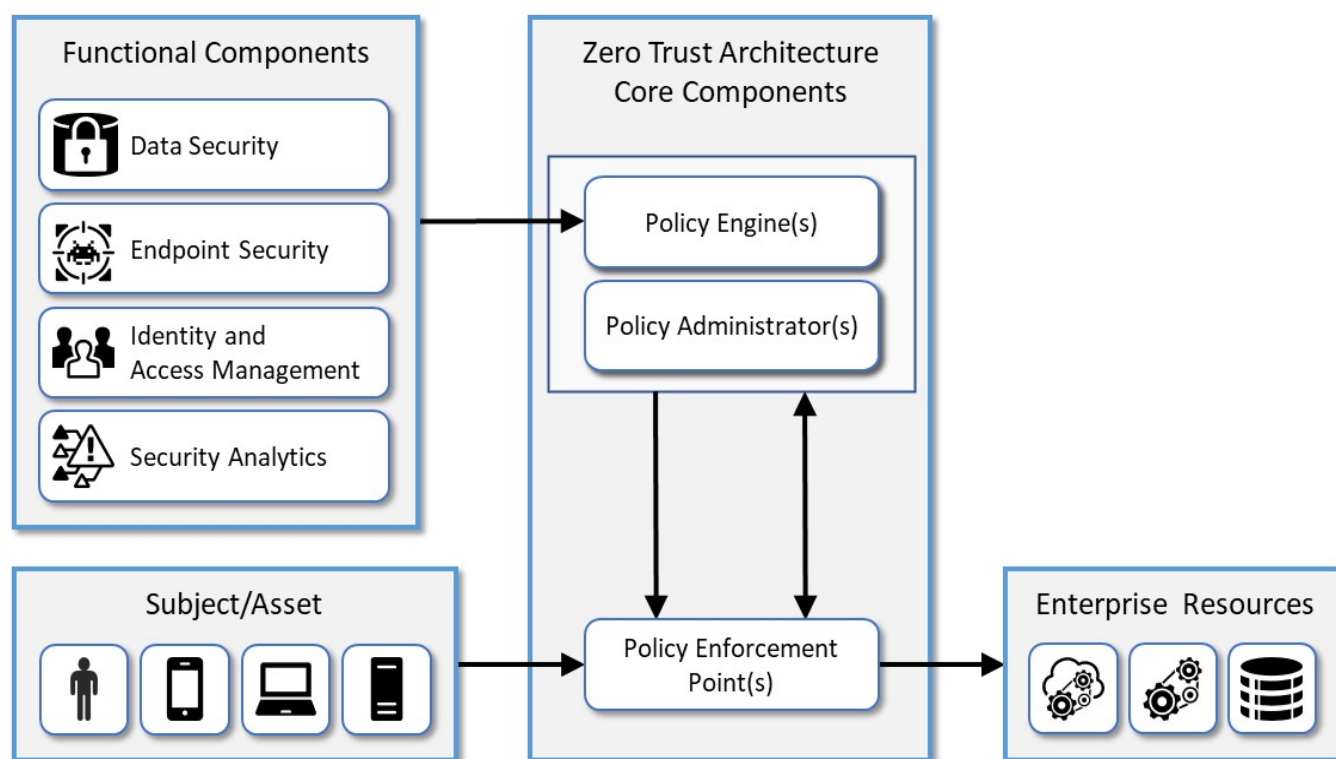 Functional Components
Data Security
Endpoint Security
Identity and
Access Management
Security Analytics
Zero Trust Architecture
Core Components
Policy Engine(s)
Policy Administrator(s)
Subject/Asset
Policy Enforcement
Point(s)
Enterprise Resources